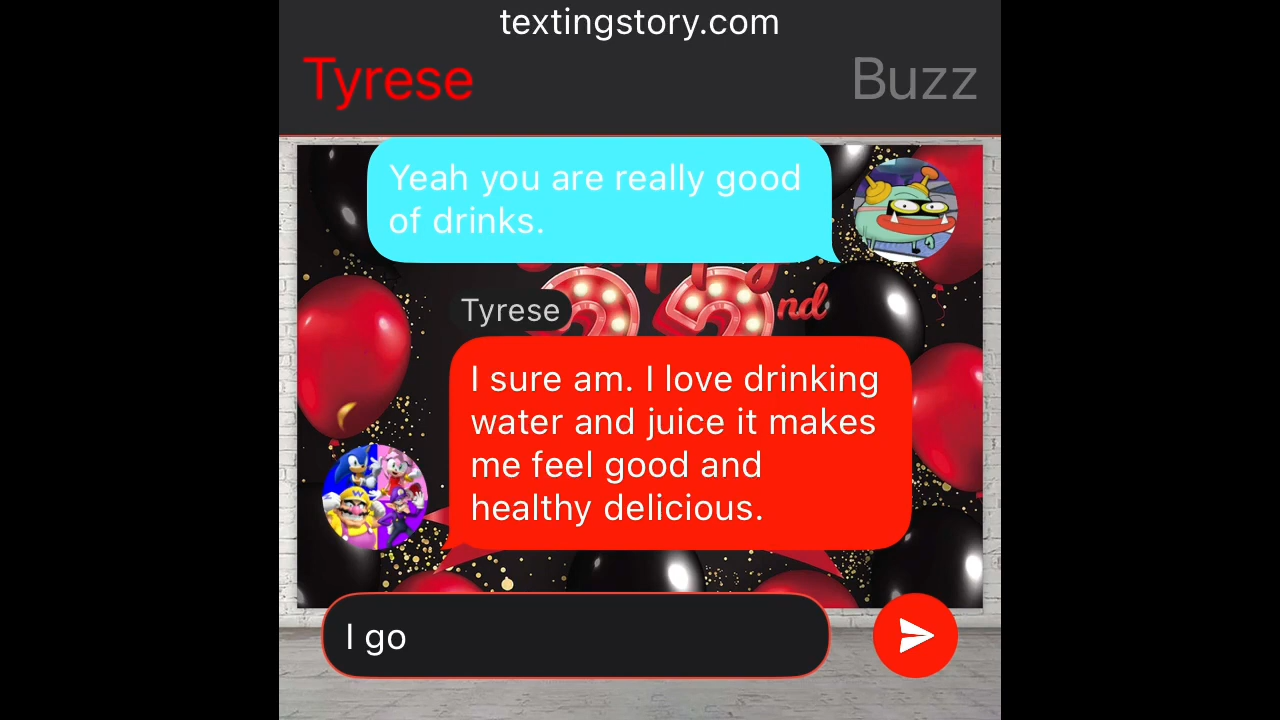 textingstory.com
Tyrese
Buzz
Yeah you are really good
of drinks.
22nd
Tyrese
I sure am. I love drinking
water and juice it makes
me feel good and
healthy delicious.
I go